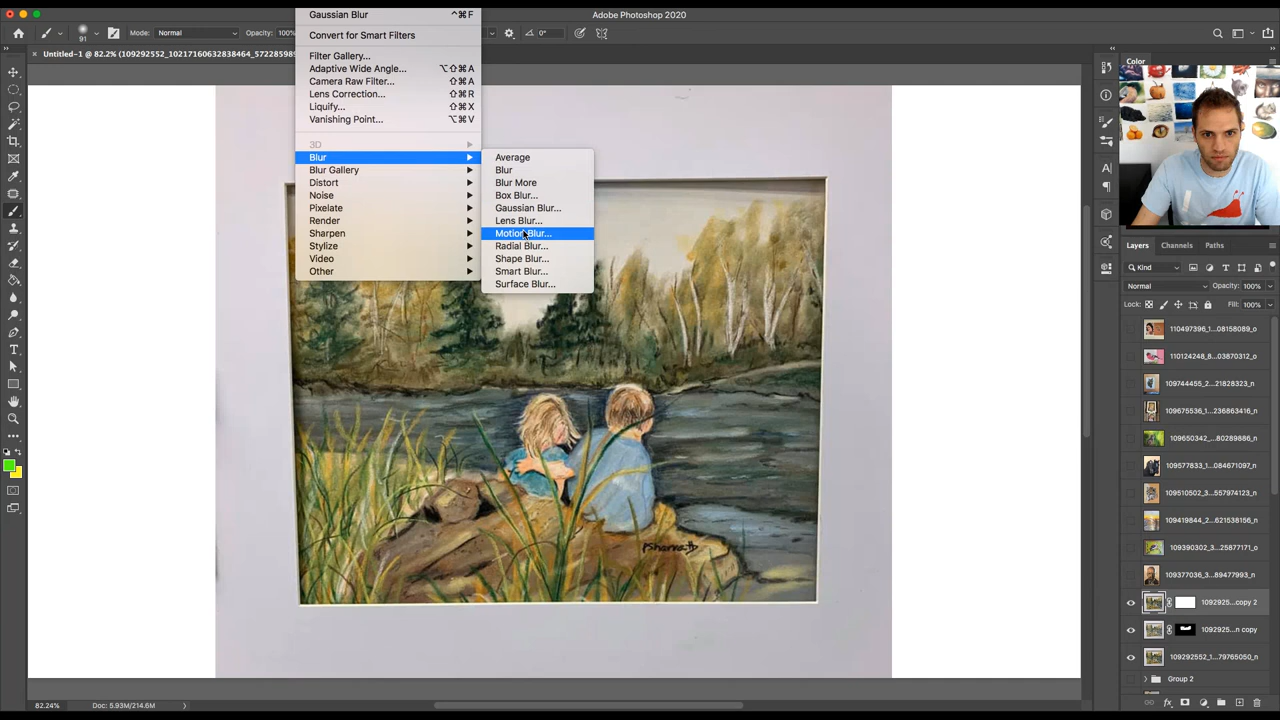 Adobe Photoshop 2020
91
Mode: Normal
Opacity: 100%
0°
Untitled-1 @ 82.2% (109292552_10217160632838464_572285989
Gaussian Blur ^⌘F
Convert for Smart Filters
Filter Gallery...
Adaptive Wide Angle... ⌥⇧⌘A
Camera Raw Filter... ⇧⌘A
Lens Correction... ⇧⌘R
Liquify... ⇧⌘X
Vanishing Point... ⌥⌘V
3D
Blur
Blur Gallery
Distort
Noise
Pixelate
Render
Sharpen
Stylize
Video
Other
Average
Blur
Blur More
Box Blur...
Gaussian Blur...
Lens Blur...
Motion Blur...
Radial Blur...
Shape Blur...
Smart Blur...
Surface Blur...
Color
Layers Channels Paths
Kind
Normal Opacity: 100%
Lock: Fill: 100%
110497396_1...08158089_o
110124248_8...03870312_o
109744455_2...21828323_n
109675536_1...236863416_n
109650342_...80289886_n
109577833_1...084671097_n
109510502_2...557974123_n
109419844_2...621538156_n
109390302_3...25877171_o
109377036_3...89477993_n
1092925...copy 2
1092925...n copy
109292552_1...79765050_n
Group 2
82.24% Doc: 5.93M/214.6M